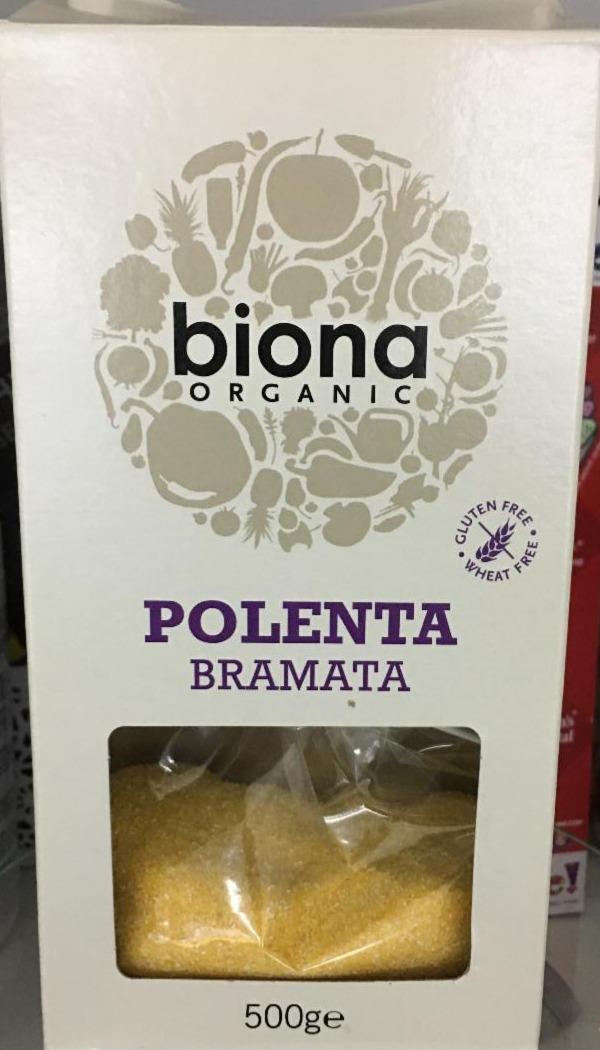 biona
ORGANIC
GLUTEN FREE
WHEAT FREE
POLENTA
BRAMATA
500g℮